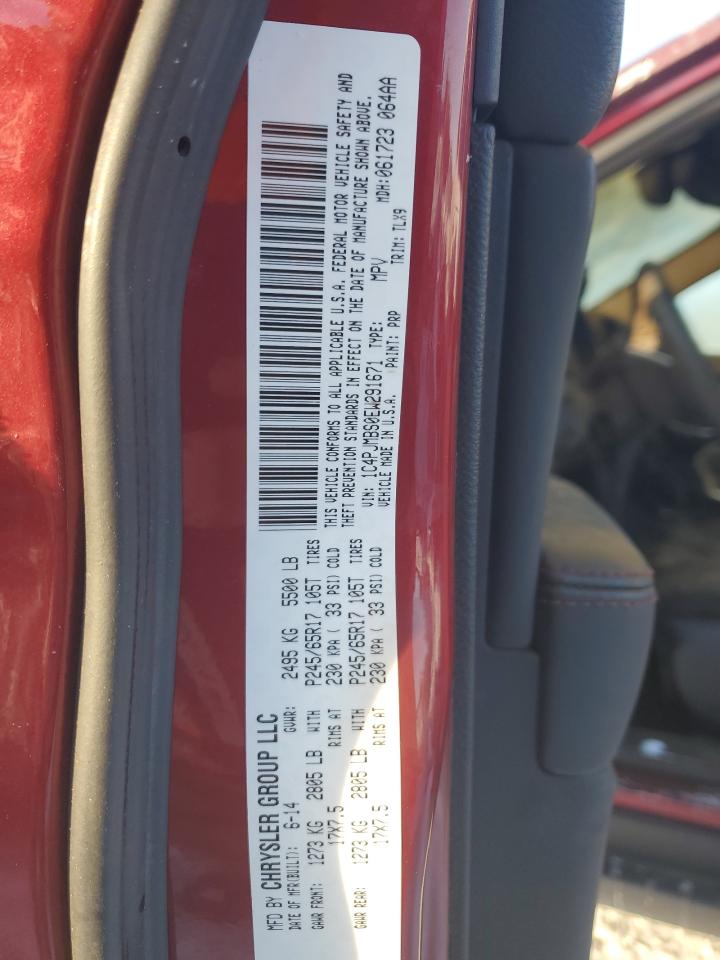 MFD BY CHRYSLER GROUP LLC
DATE OF MFR(BUILT): 6-14 GVWR: 2495 KG 5500 LB
GAWR FRONT: 1273 KG 2805 LB WITH P245/65R17 105T TIRES
17X7.5 RIMS AT 230 KPA ( 33 PSI) COLD
GAWR REAR: 1273 KG 2805 LB WITH P245/65R17 105T TIRES
17X7.5 RIMS AT 230 KPA ( 33 PSI) COLD
THIS VEHICLE CONFORMS TO ALL APPLICABLE U.S.A. FEDERAL MOTOR VEHICLE SAFETY AND
THEFT PREVENTION STANDARDS IN EFFECT ON THE DATE OF MANUFACTURE SHOWN ABOVE.
VIN: 1C4PJMBS0EW291671 TYPE: MPV MDH:061723 064AA
VEHICLE MADE IN U.S.A. PAINT: PRP TRIM: TLX9